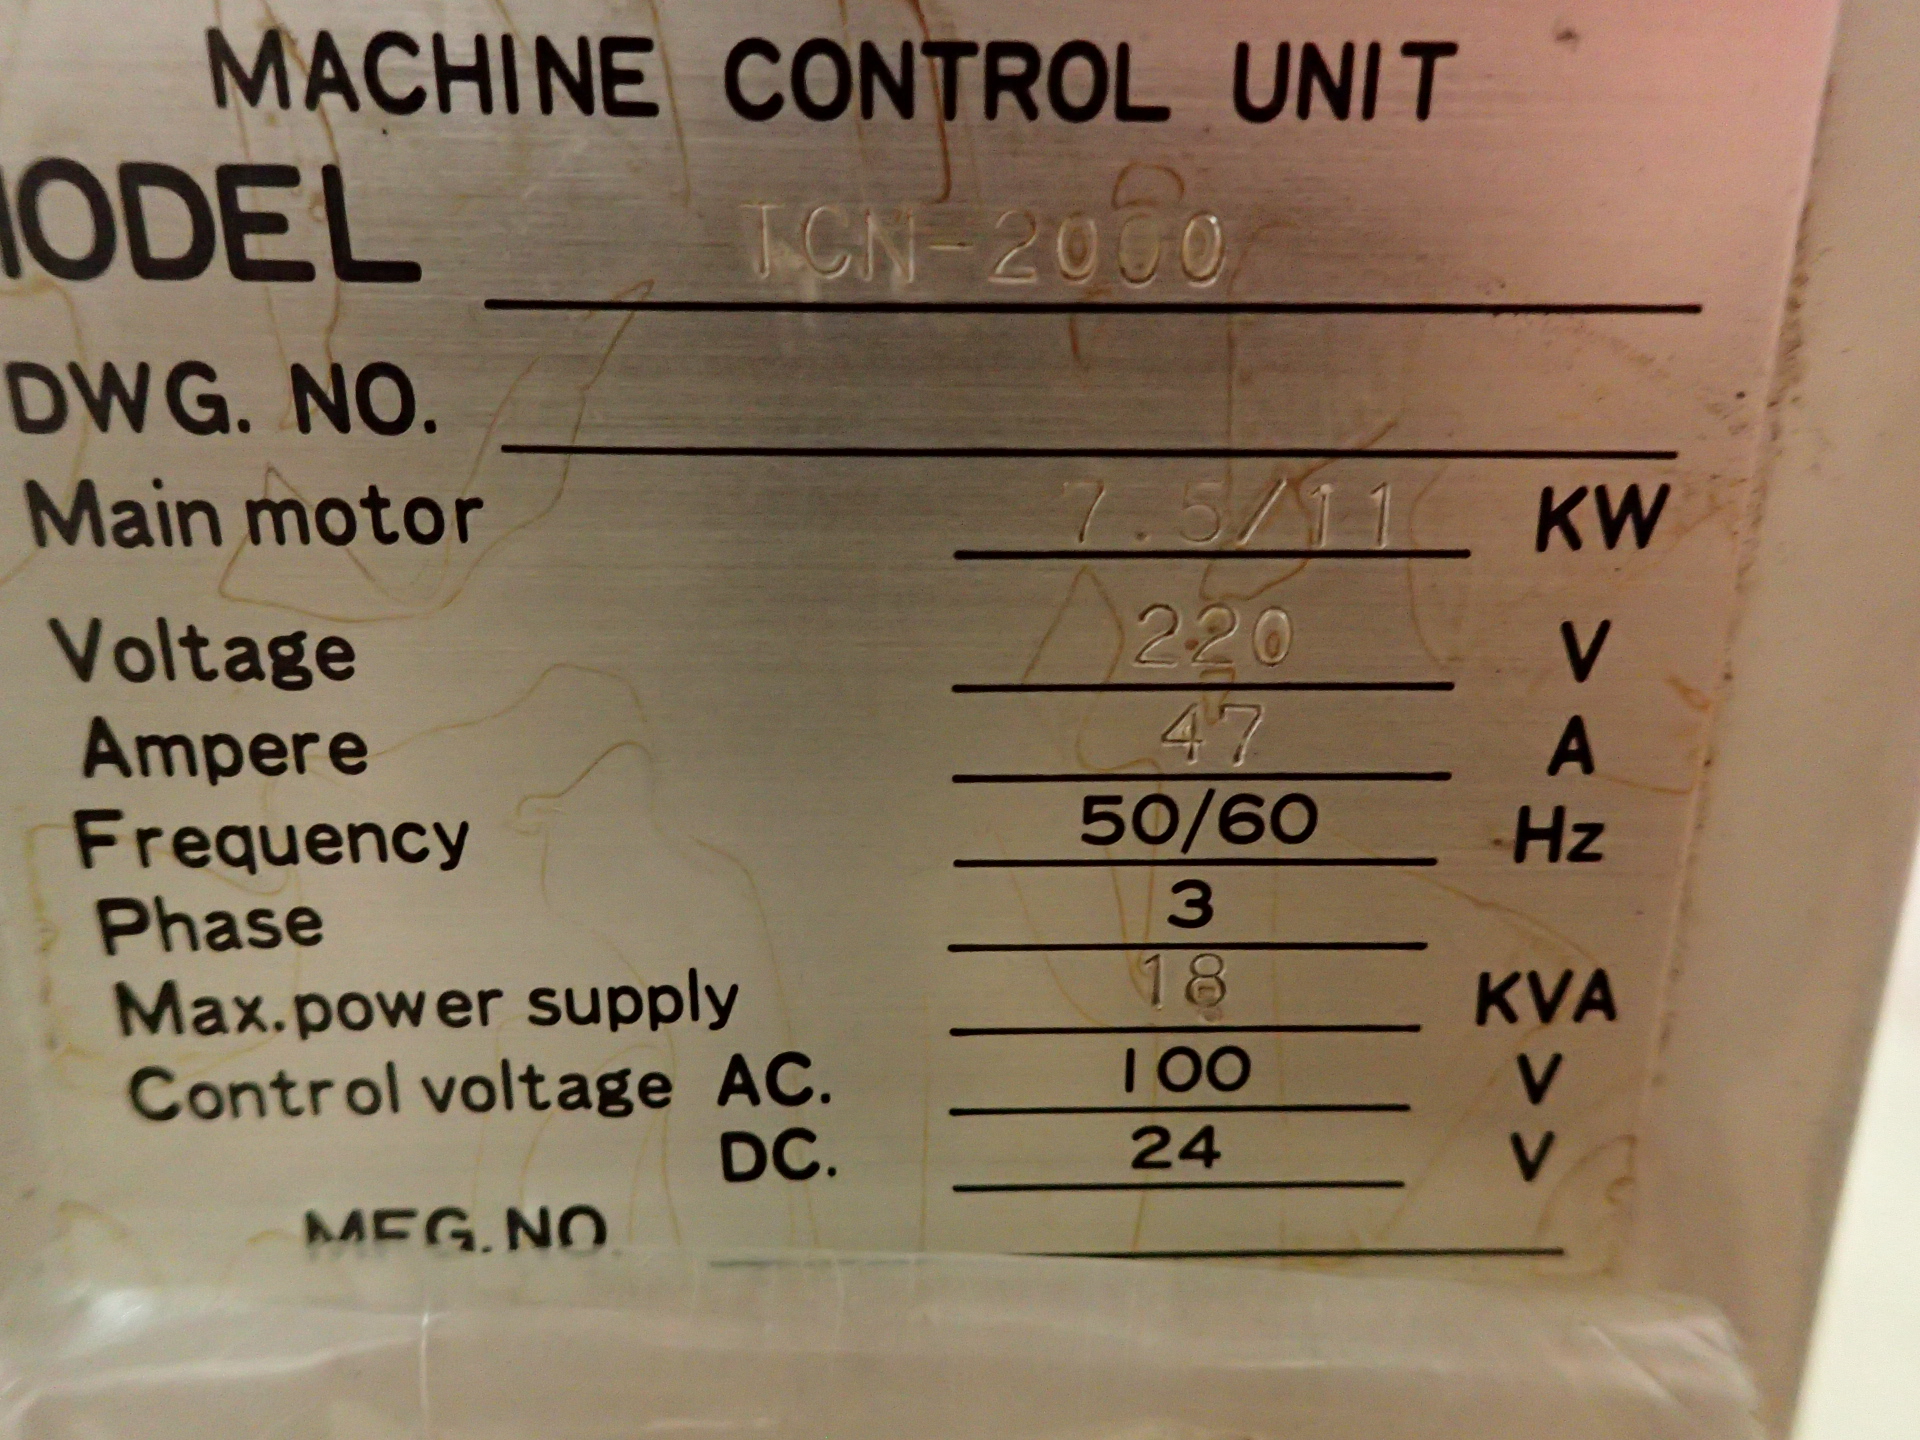 MACHINE CONTROL UNIT
MODEL TCN-2000
DWG. NO.
Main motor 7.5/11 KW
Voltage 220 V
Ampere 47 A
Frequency 50/60 Hz
Phase 3
Max. power supply 18 KVA
Control voltage AC. 100 V
DC. 24 V
MFG. NO.